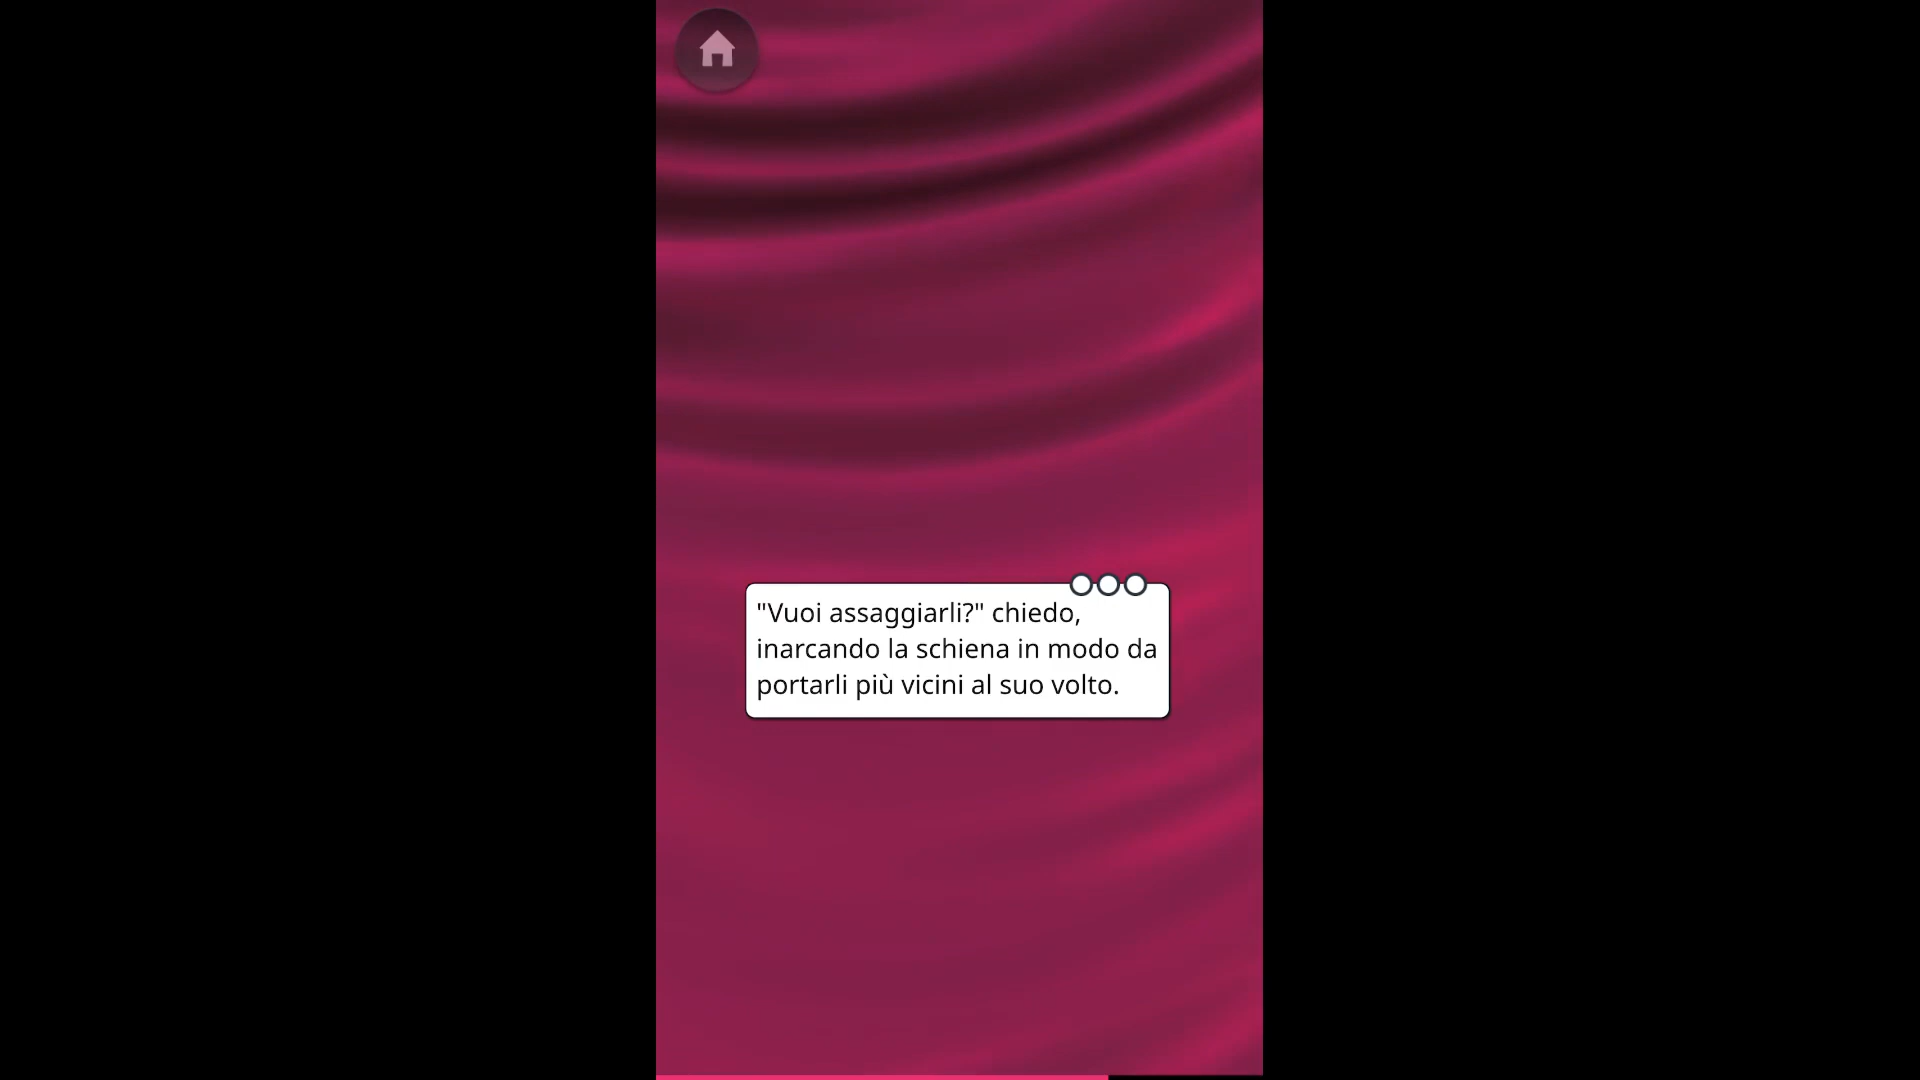 "Vuoi assaggiarli?" chiedo,
inarcando la schiena in modo da
portarli più vicini al suo volto.